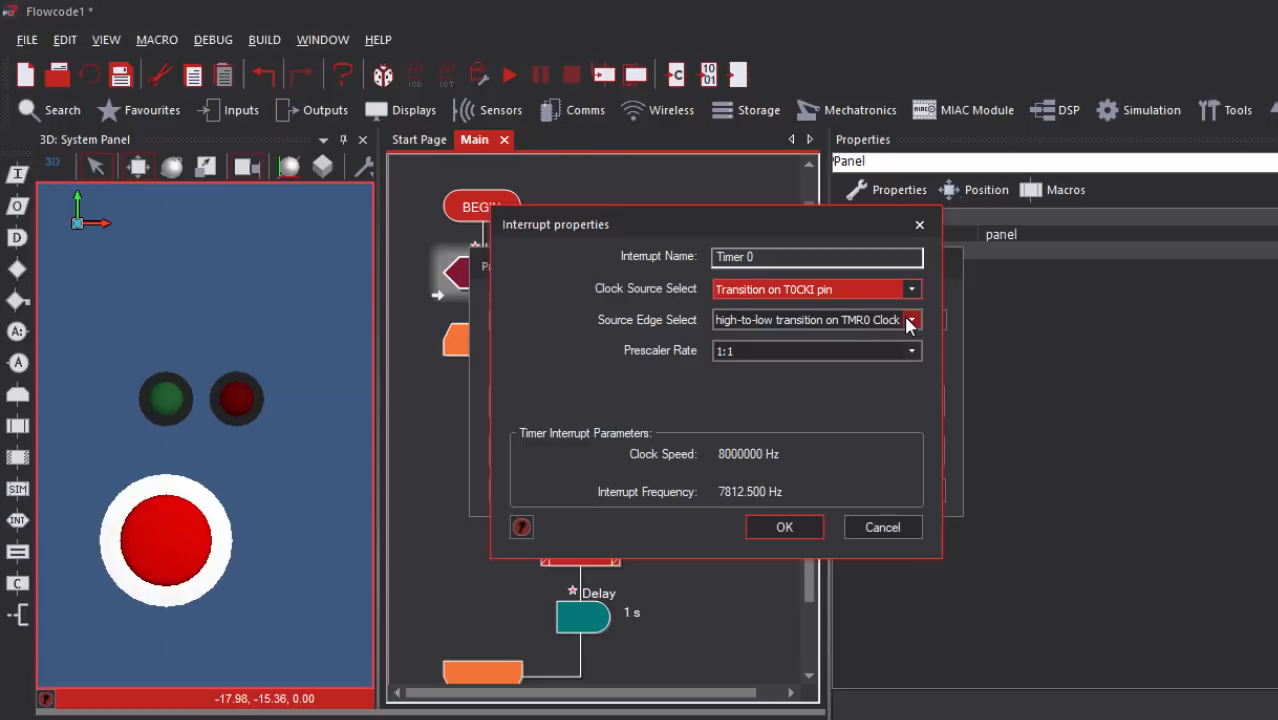 Flowcode1 *
FILE EDIT VIEW MACRO DEBUG BUILD WINDOW HELP
Search Favourites Inputs Outputs Displays Sensors Comms Wireless Storage Mechatronics MIAC Module DSP Simulation Tools
3D: System Panel
Start Page Main
Properties
Panel
3D
Properties Position Macros
I
BEGIN
O
Interrupt properties
D
panel
Interrupt Name: Timer 0
Clock Source Select Transition on T0CKI pin
Source Edge Select high-to-low transition on TMR0 Clock
A:
Prescaler Rate 1:1
A
Timer Interrupt Parameters:
Clock Speed: 8000000 Hz
SIM
Interrupt Frequency: 7812.500 Hz
INT
OK Cancel
C
Delay
1 s
-17.98, -15.36, 0.00